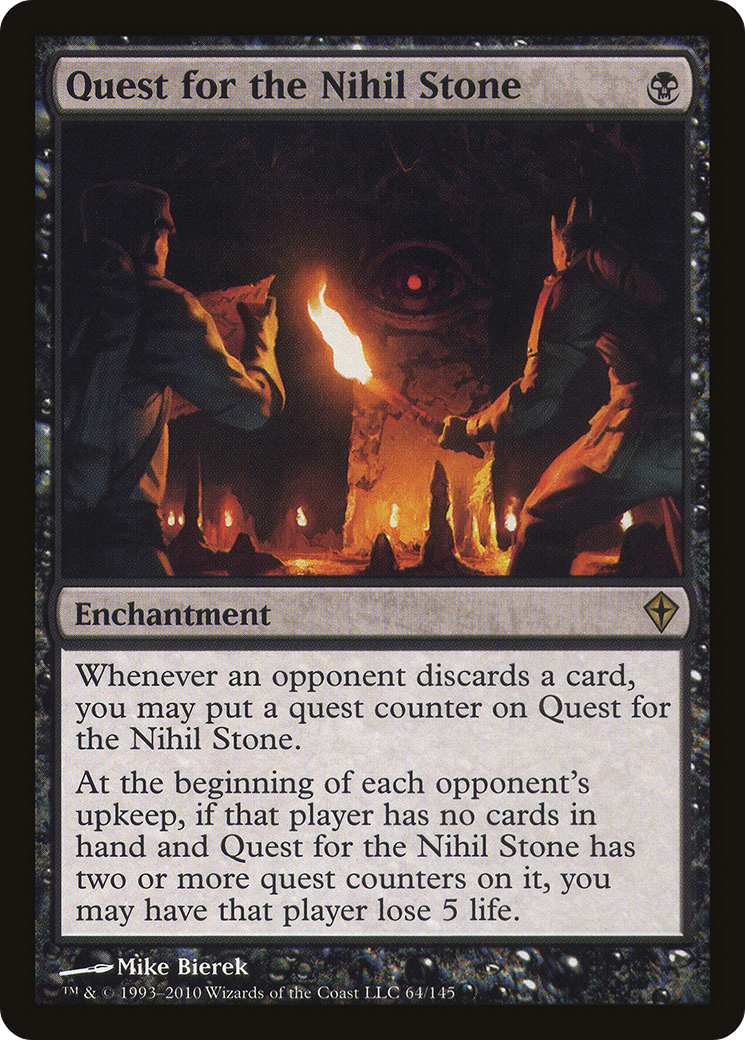 Quest for the Nihil Stone
Enchantment
Whenever an opponent discards a card,
you may put a quest counter on Quest for
the Nihil Stone.
At the beginning of each opponent's
upkeep, if that player has no cards in
hand and Quest for the Nihil Stone has
two or more quest counters on it, you
may have that player lose 5 life.
Mike Bierek
™ & © 1993–2010 Wizards of the Coast LLC 64/145